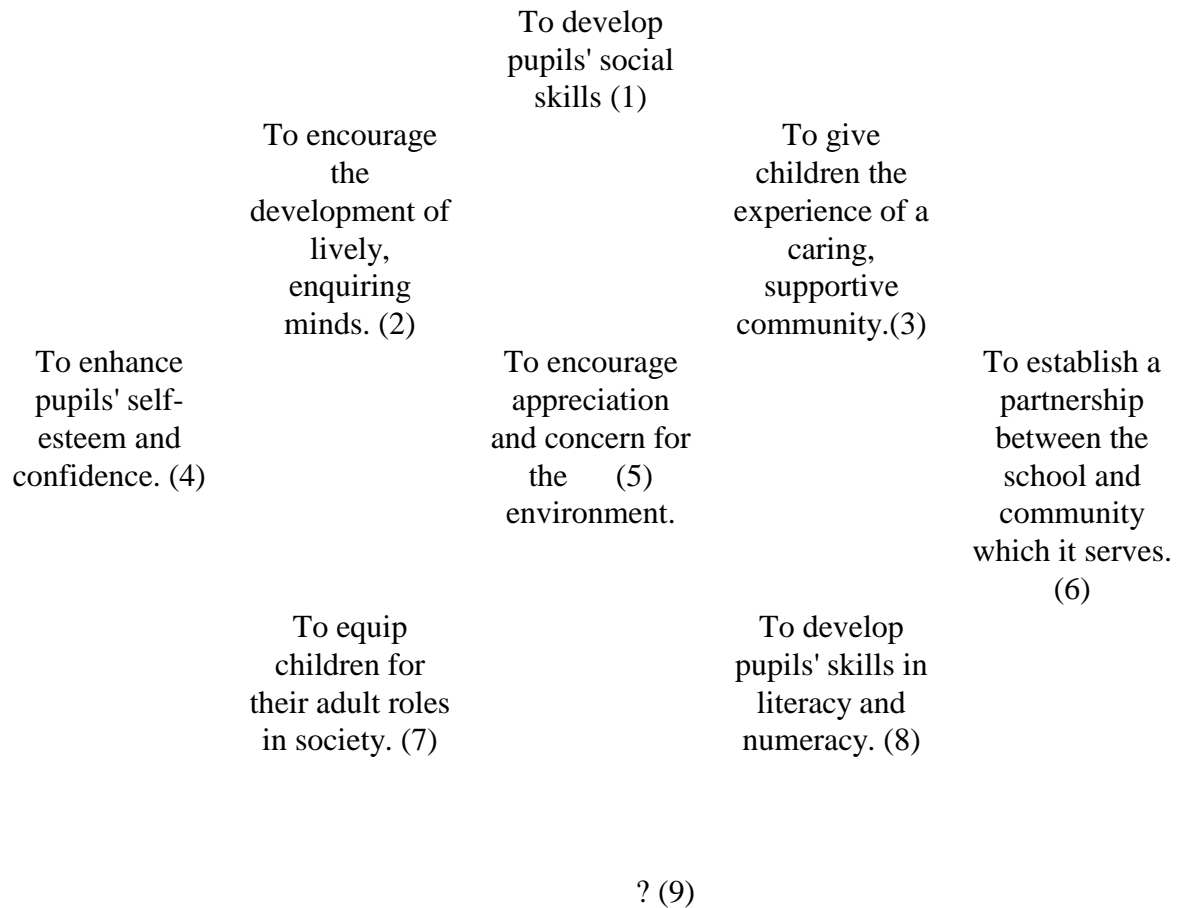 To develop
pupils' social
skills (1)
To encourage
the
development of
lively,
enquiring
minds. (2)
To give
children the
experience of a
caring,
supportive
community.(3)
To enhance
pupils' self-
esteem and
confidence. (4)
To encourage
appreciation
and concern for
the (5)
environment.
To establish a
partnership
between the
school and
community
which it serves.
(6)
To equip
children for
their adult roles
in society. (7)
To develop
pupils' skills in
literacy and
numeracy. (8)
? (9)